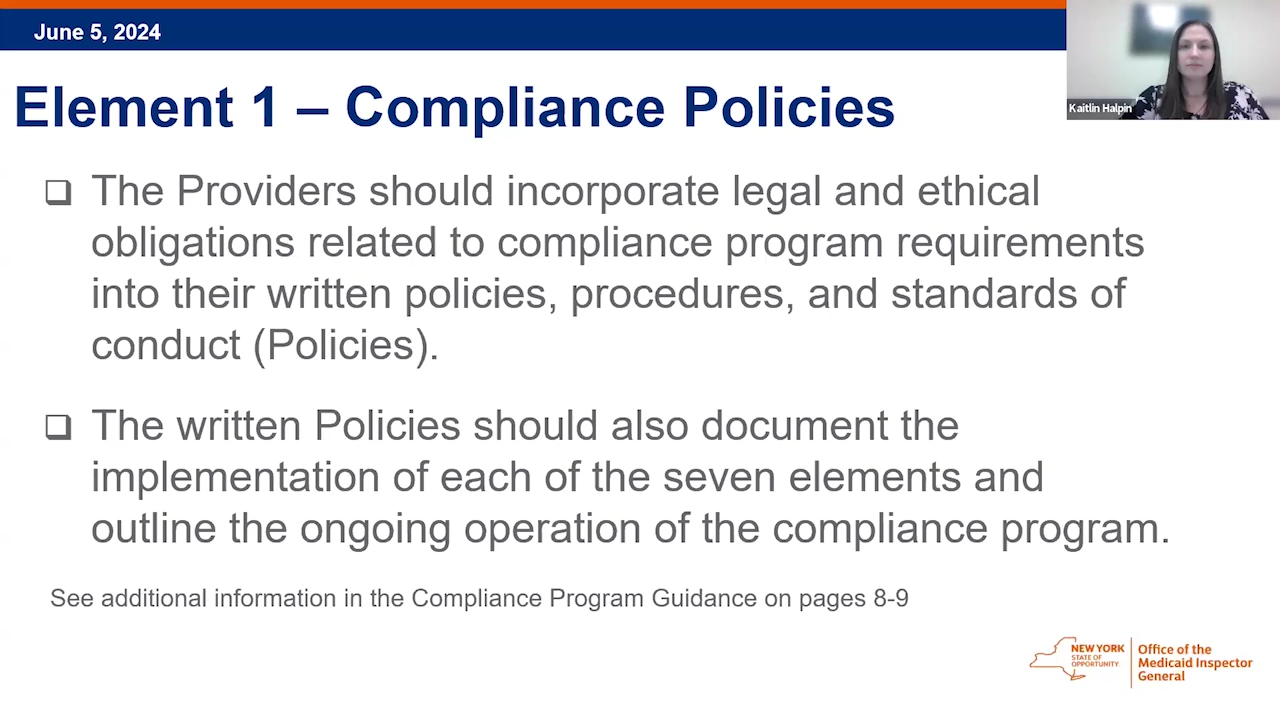 June 5, 2024
Kaitlin Halpin
Element 1 – Compliance Policies
The Providers should incorporate legal and ethical
obligations related to compliance program requirements
into their written policies, procedures, and standards of
conduct (Policies).
The written Policies should also document the
implementation of each of the seven elements and
outline the ongoing operation of the compliance program.
See additional information in the Compliance Program Guidance on pages 8-9
NEW YORK
STATE OF
OPPORTUNITY.
Office of the
Medicaid Inspector
General